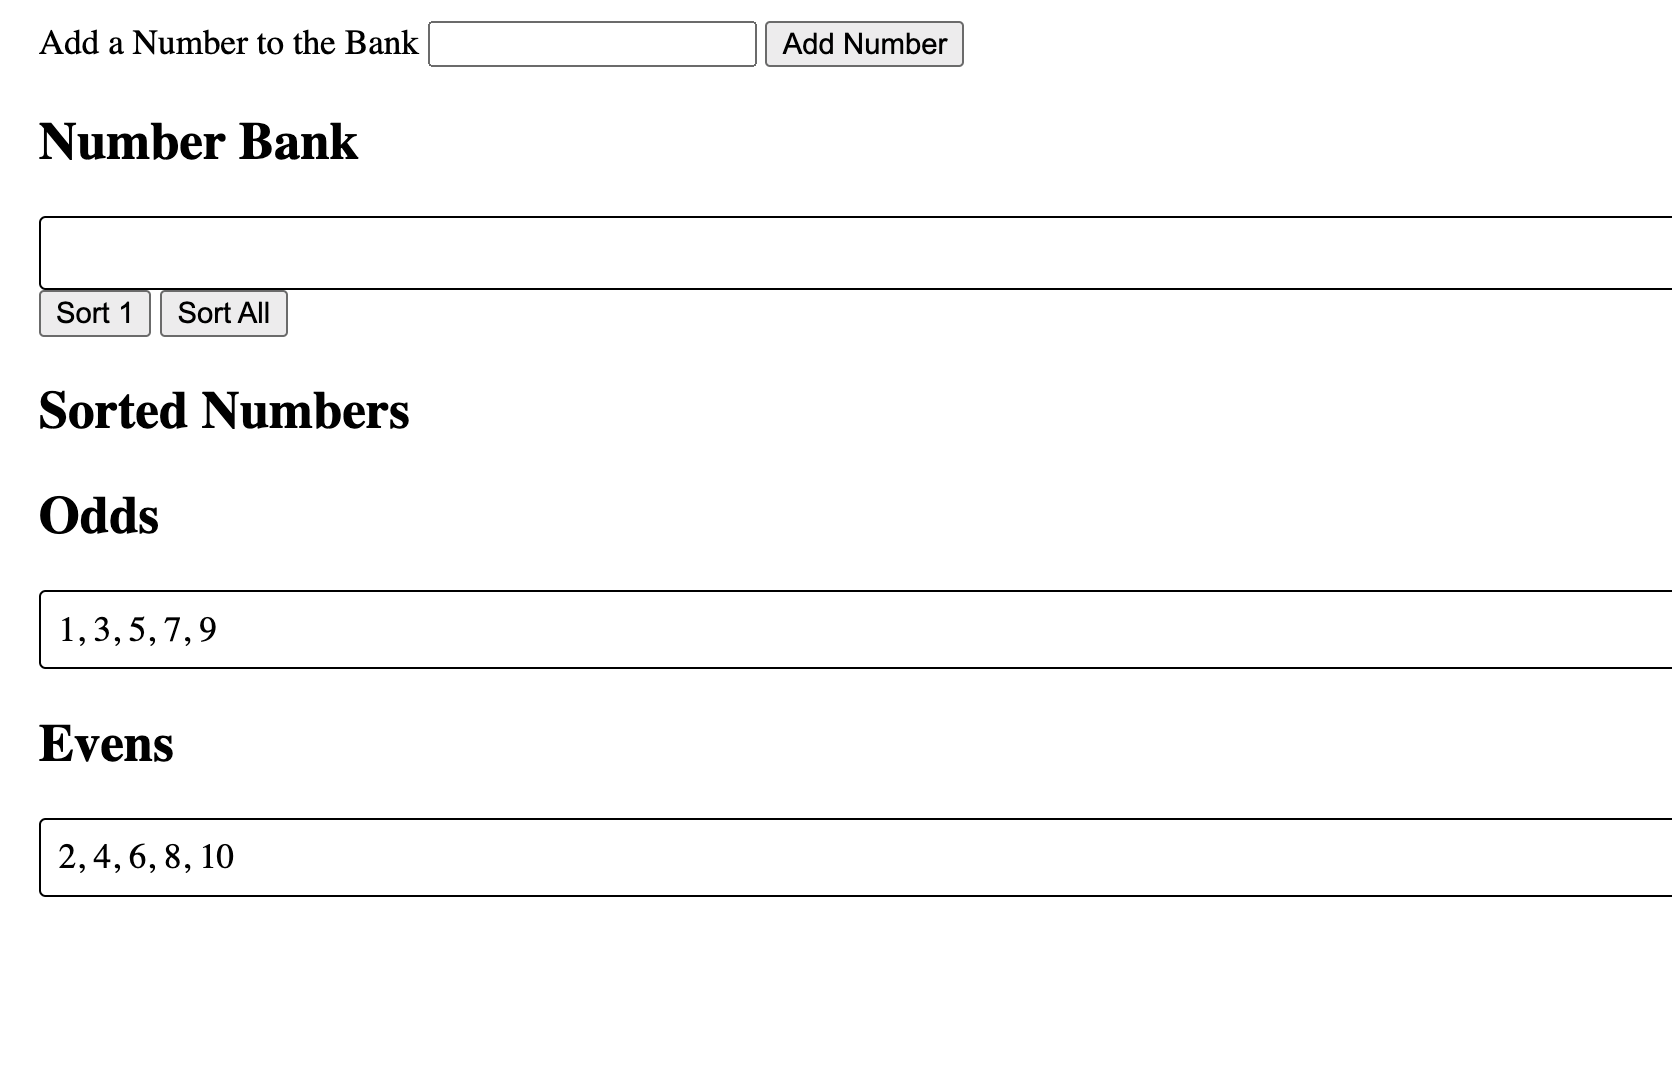 Add a Number to the Bank Add Number
Number Bank
Sort 1 Sort All
Sorted Numbers
Odds
1, 3, 5, 7, 9
Evens
2, 4, 6, 8, 10